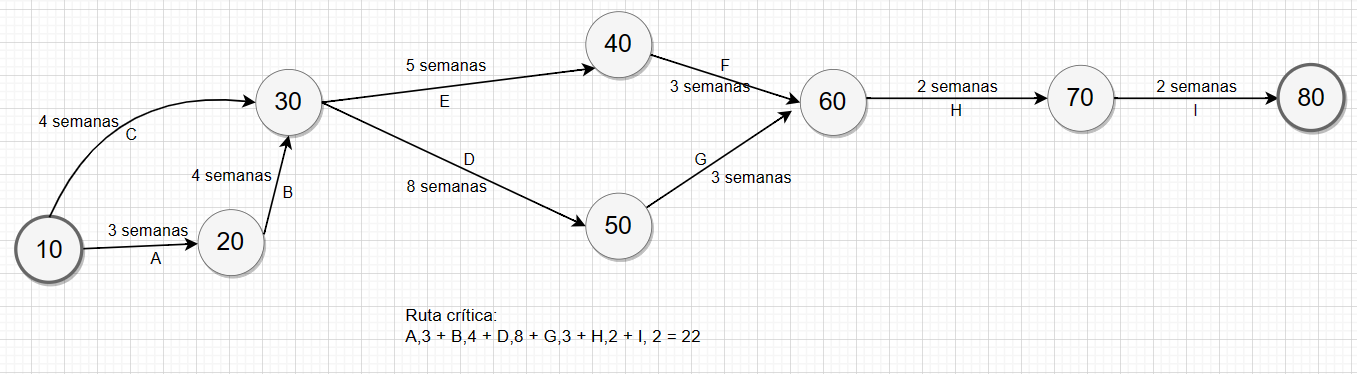 40
5 semanas
F
30
E
3 semanas
60
2 semanas
H
70
2 semanas
I
80
4 semanas
C
D
G
4 semanas
B
8 semanas
3 semanas
10
3 semanas
A
20
50
Ruta crítica:
A,3 + B,4 + D,8 + G,3 + H,2 + I, 2 = 22